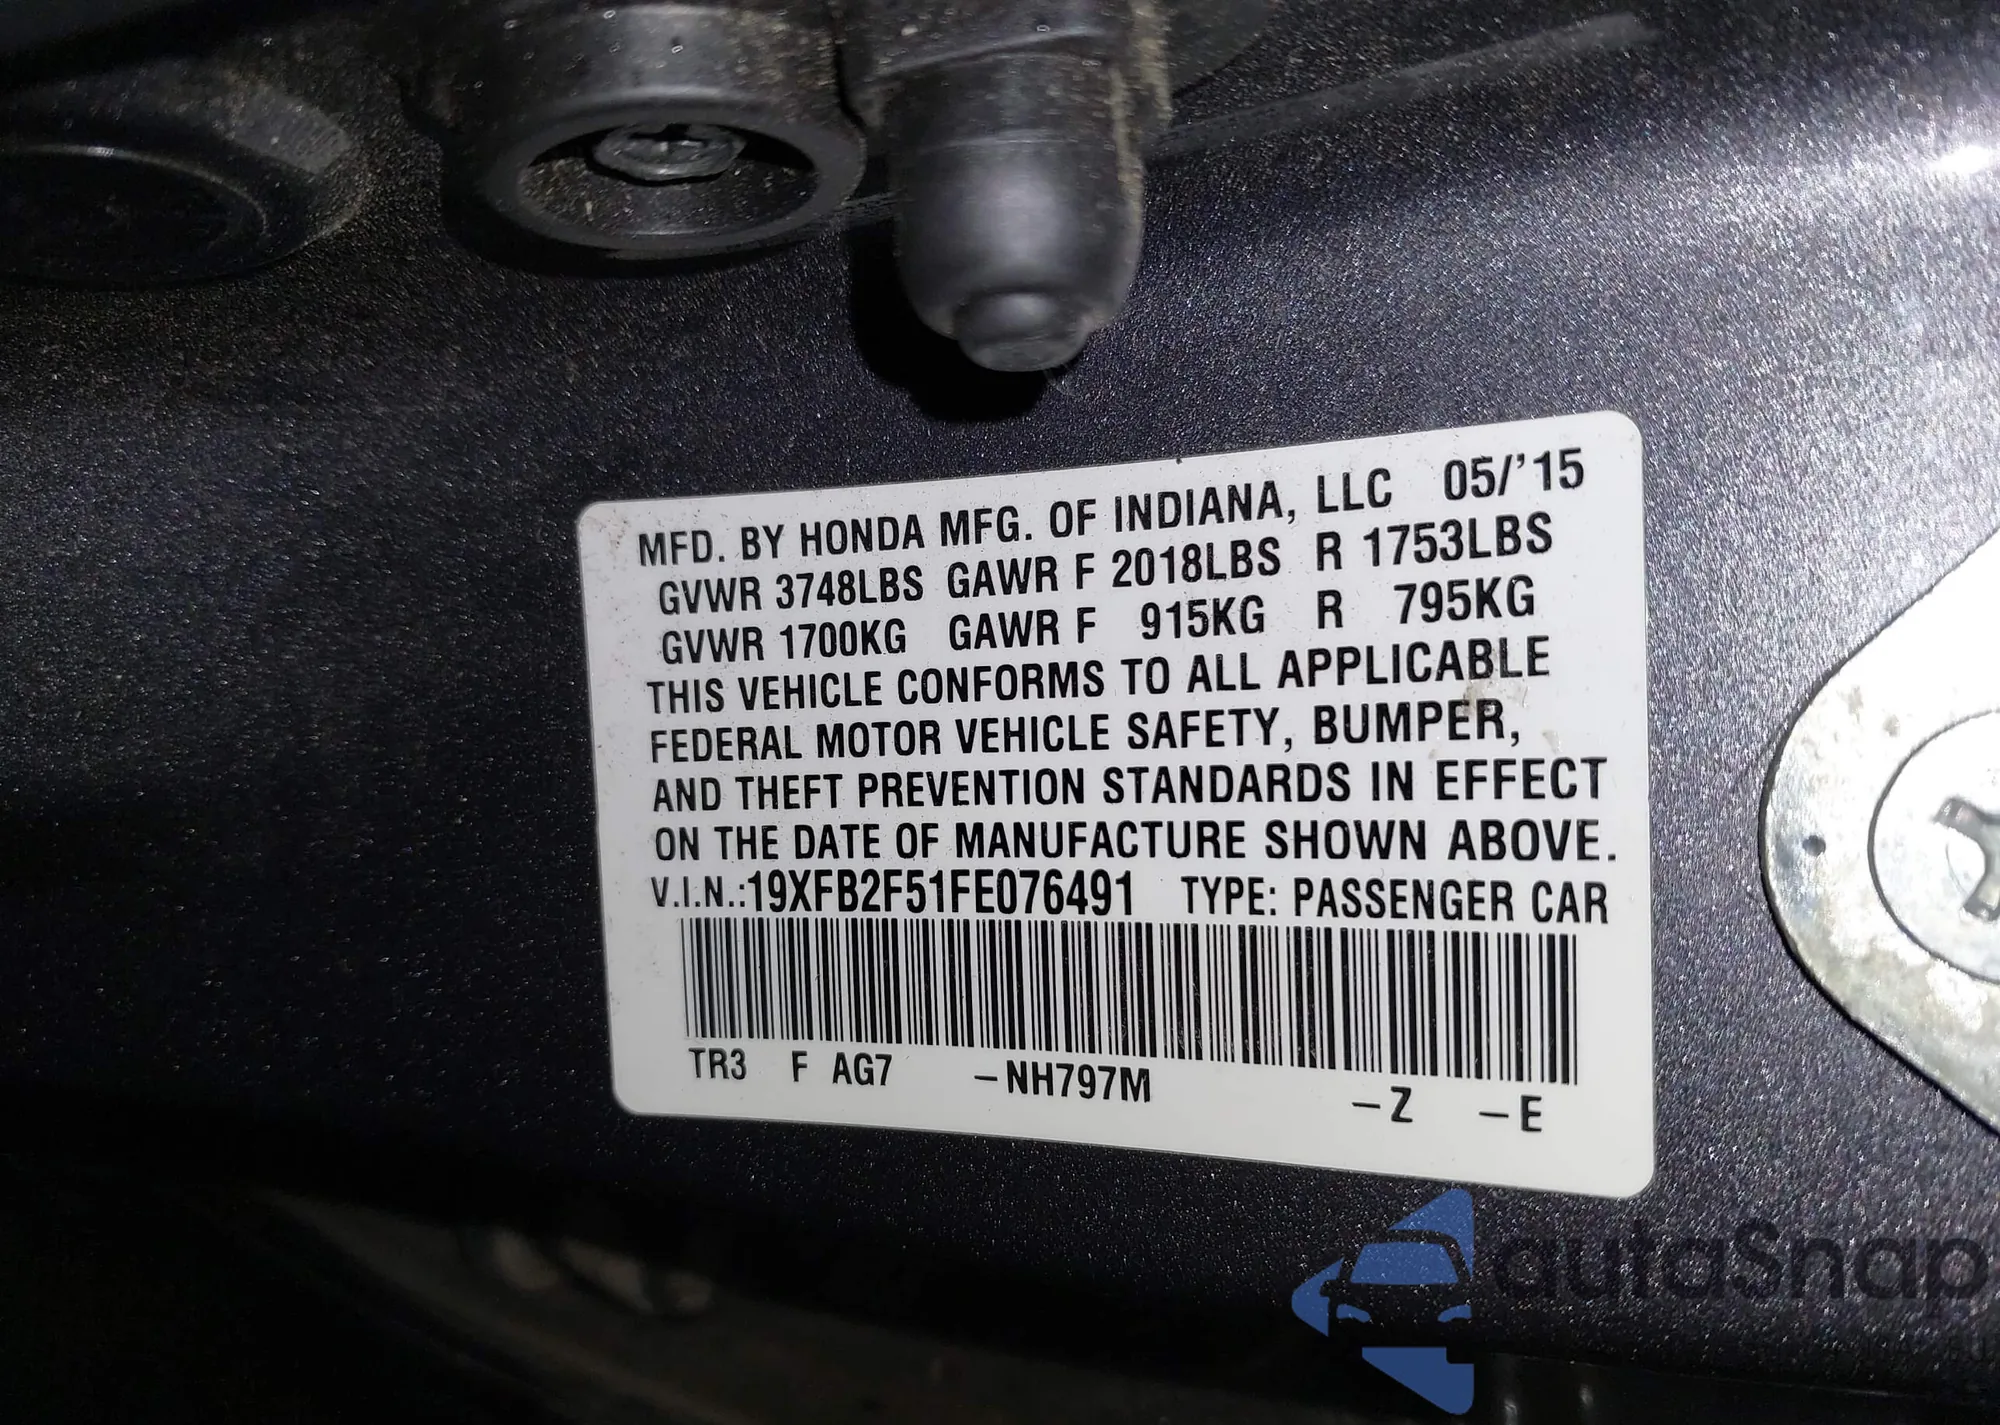 MFD. BY HONDA MFG. OF INDIANA, LLC 05/'15
GVWR 3748LBS GAWR F 2018LBS R 1753LBS
GVWR 1700KG GAWR F 915KG R 795KG
THIS VEHICLE CONFORMS TO ALL APPLICABLE
FEDERAL MOTOR VEHICLE SAFETY, BUMPER,
AND THEFT PREVENTION STANDARDS IN EFFECT
ON THE DATE OF MANUFACTURE SHOWN ABOVE.
V.I.N.:19XFB2F51FE076491 TYPE: PASSENGER CAR
TR3 F AG7 -NH797M -Z -E
autaSnap